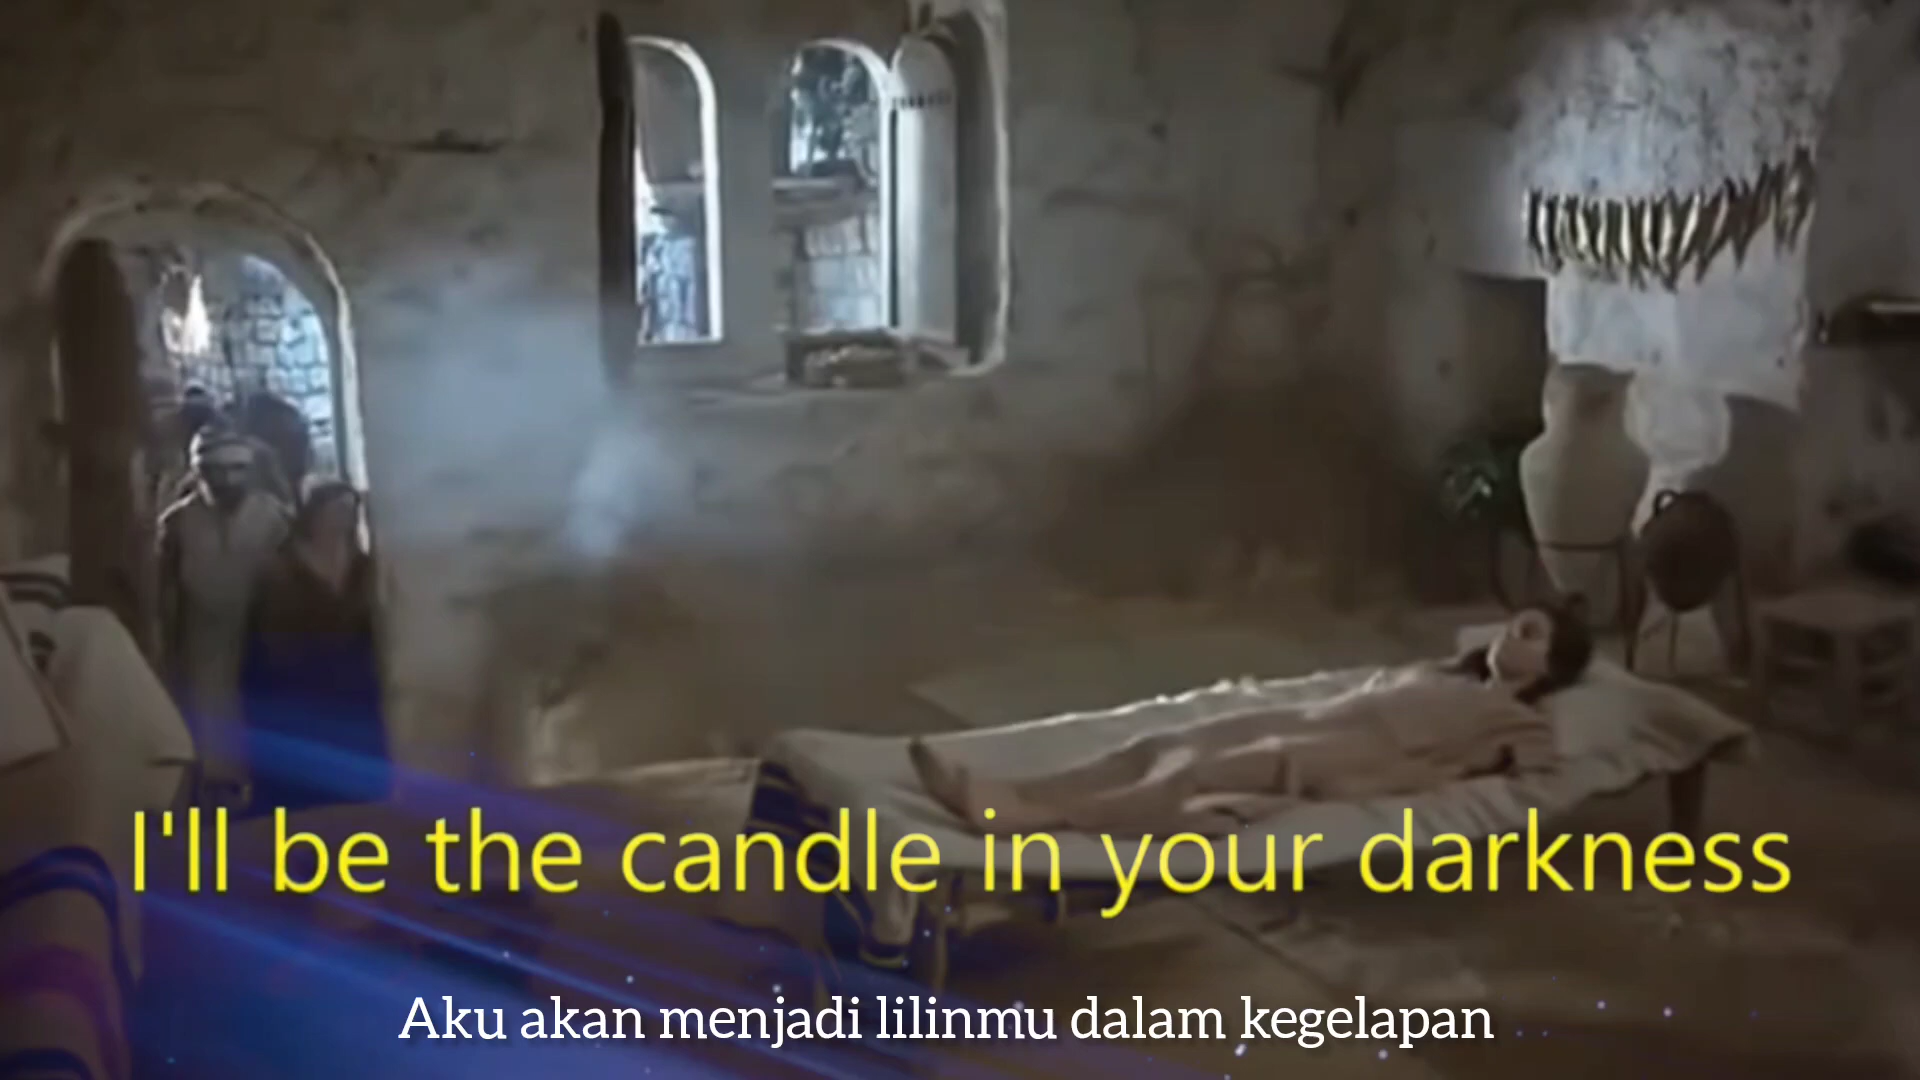 I'll be the candle in your darkness
Aku akan menjadi lilinmu dalam kegelapan